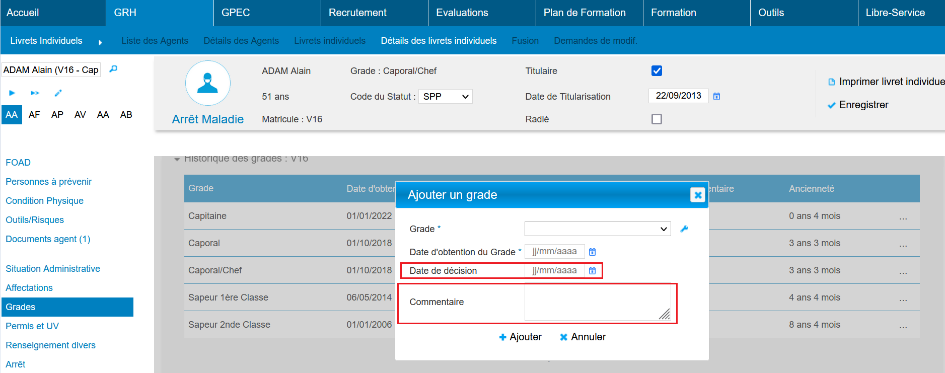 Accueil GRH GPEC Recrutement Evaluations Plan de Formation Formation Outils Libre-Service
Livrets Individuels Liste des Agents Détails des Agents Livrets individuels Détails des livrets individuels Fusion Demandes de modif.
ADAM Alain (V16 - Cap
AA AF AP AV AA AB
Arrêt Maladie
ADAM Alain Grade : Caporal/Chef Titulaire
51 ans Code du Statut : SPP Date de Titularisation 22/09/2013
Matricule : V16 Radié
Imprimer livret individue
Enregistrer
FOAD
Personnes à prévenir
Condition Physique
Outils/Risques
Documents agent (1)
Situation Administrative
Affectations
Grades
Permis et UV
Renseignement divers
Arrêt
Historique des grades : V16
Grade Date d'obter mentaire Ancienneté
Capitaine 01/01/2022 0 ans 4 mois ...
Caporal 01/10/2018 3 ans 3 mois ...
Caporal/Chef 01/10/2018 3 ans 3 mois ...
Sapeur 1ère Classe 06/05/2014 4 ans 4 mois ...
Sapeur 2nde Classe 01/01/2006 8 ans 4 mois ...
Ajouter un grade
Grade *
Date d'obtention du Grade * jj/mm/aaaa
Date de décision jj/mm/aaaa
Commentaire
Ajouter Annuler